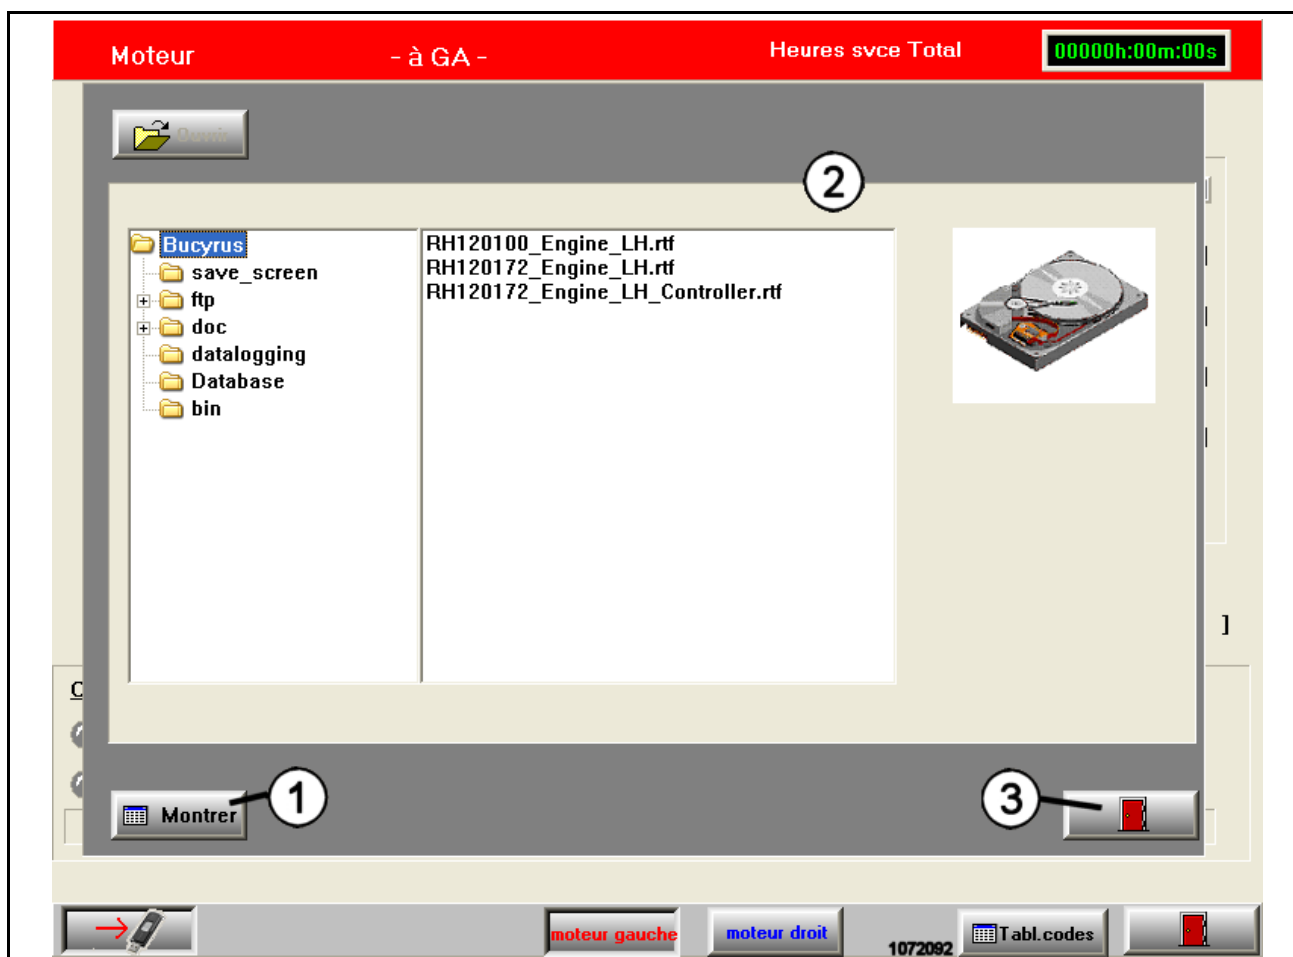 Moteur - à GA - Heures svce Total 00000h:00m:00s
Ouvrir
2
Bucyrus
save_screen
ftp
doc
datalogging
Database
bin
RH120100_Engine_LH.rtf
RH120172_Engine_LH.rtf
RH120172_Engine_LH_Controller.rtf
]
Montrer 1
3
moteur gauche moteur droit 1072092 Tabl.codes